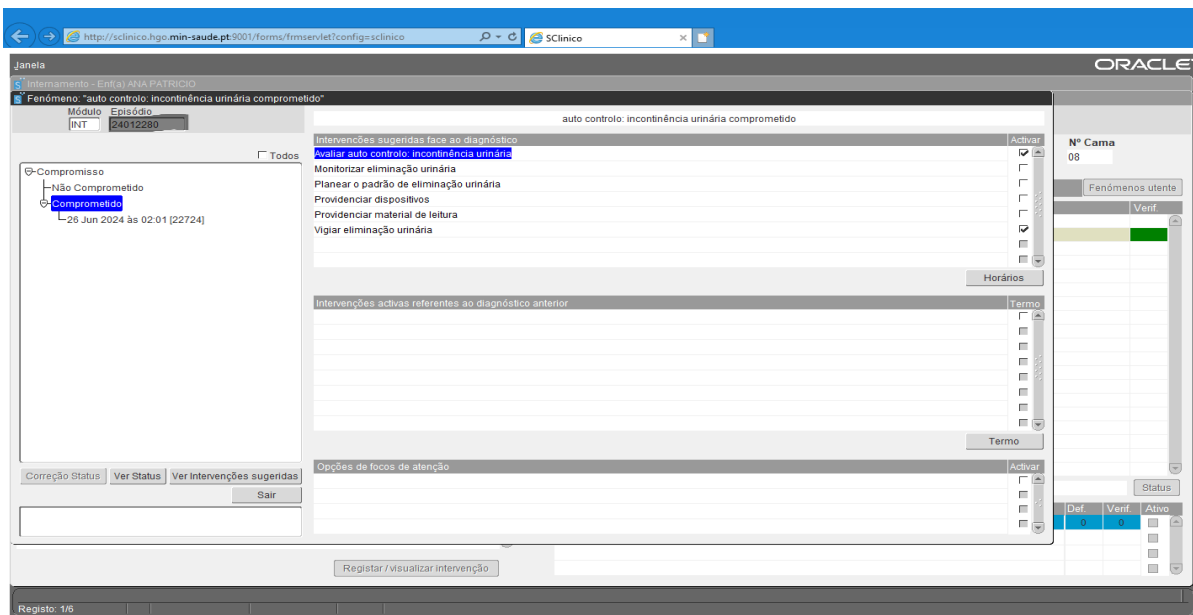 http://sclinico.hgo.min-saude.pt:9001/forms/frmservlet?config=sclinico
SClinico
Janela
ORACLE
Internamento - Enf(a) ANA PATRICIO
Fenómeno: "auto controlo: incontinência urinária comprometido"
Módulo Episódio
INT 24012280
auto controlo: incontinência urinária comprometido
Todos
Intervenções sugeridas face ao diagnóstico Activar
Avaliar auto controlo: incontinência urinária
Monitorizar eliminação urinária
Planear o padrão de eliminação urinária
Providenciar dispositivos
Providenciar material de leitura
Vigiar eliminação urinária
Horários
Compromisso
Não Comprometido
Comprometido
26 Jun 2024 às 02:01 [22724]
Intervenções activas referentes ao diagnóstico anterior Termo
Termo
Correção Status Ver Status Ver Intervenções sugeridas
Sair
Opções de focos de atenção Activar
Nº Cama
08
Fenómenos utente
Verif.
Status
Def. Verif. Ativo
0 0
Registar / visualizar intervenção
Registo: 1/6